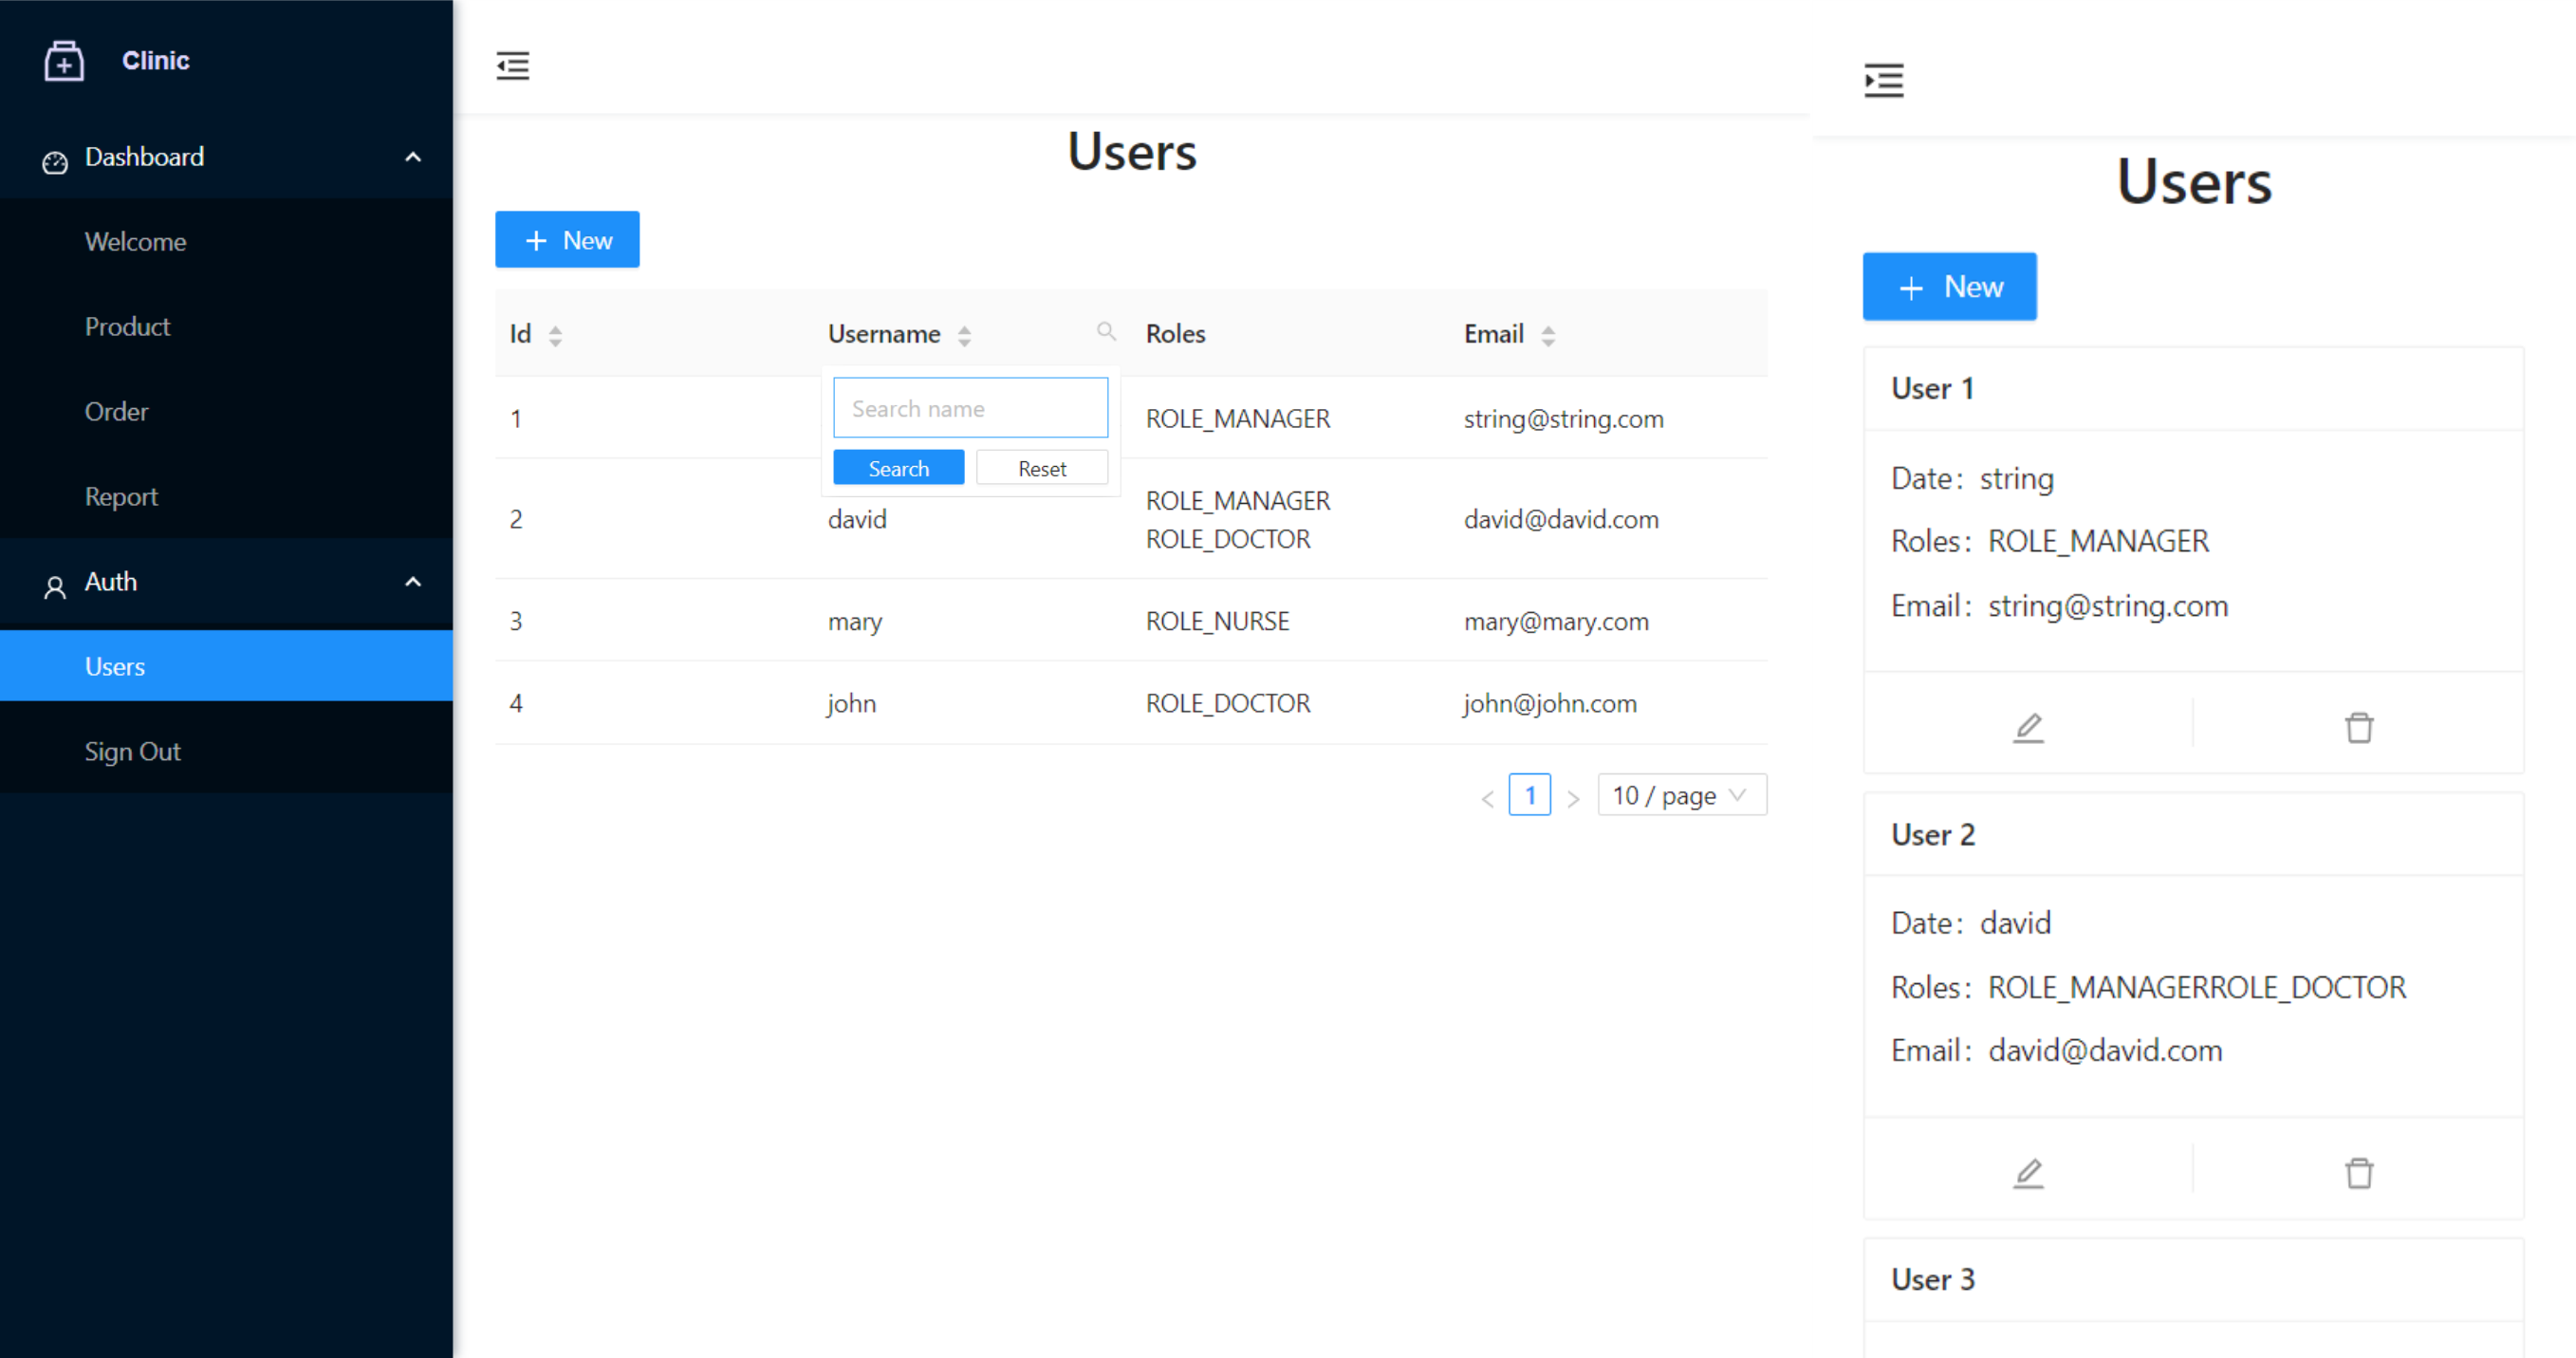 Clinic
Dashboard
Welcome
Product
Order
Report
Auth
Users
Sign Out
Users
+ New
Id Username Roles Email
Search name
Search Reset
1 ROLE_MANAGER string@string.com
2 david ROLE_MANAGER ROLE_DOCTOR david@david.com
3 mary ROLE_NURSE mary@mary.com
4 john ROLE_DOCTOR john@john.com
< 1 > 10 / page
Users
+ New
User 1
Date: string
Roles: ROLE_MANAGER
Email: string@string.com
User 2
Date: david
Roles: ROLE_MANAGERROLE_DOCTOR
Email: david@david.com
User 3